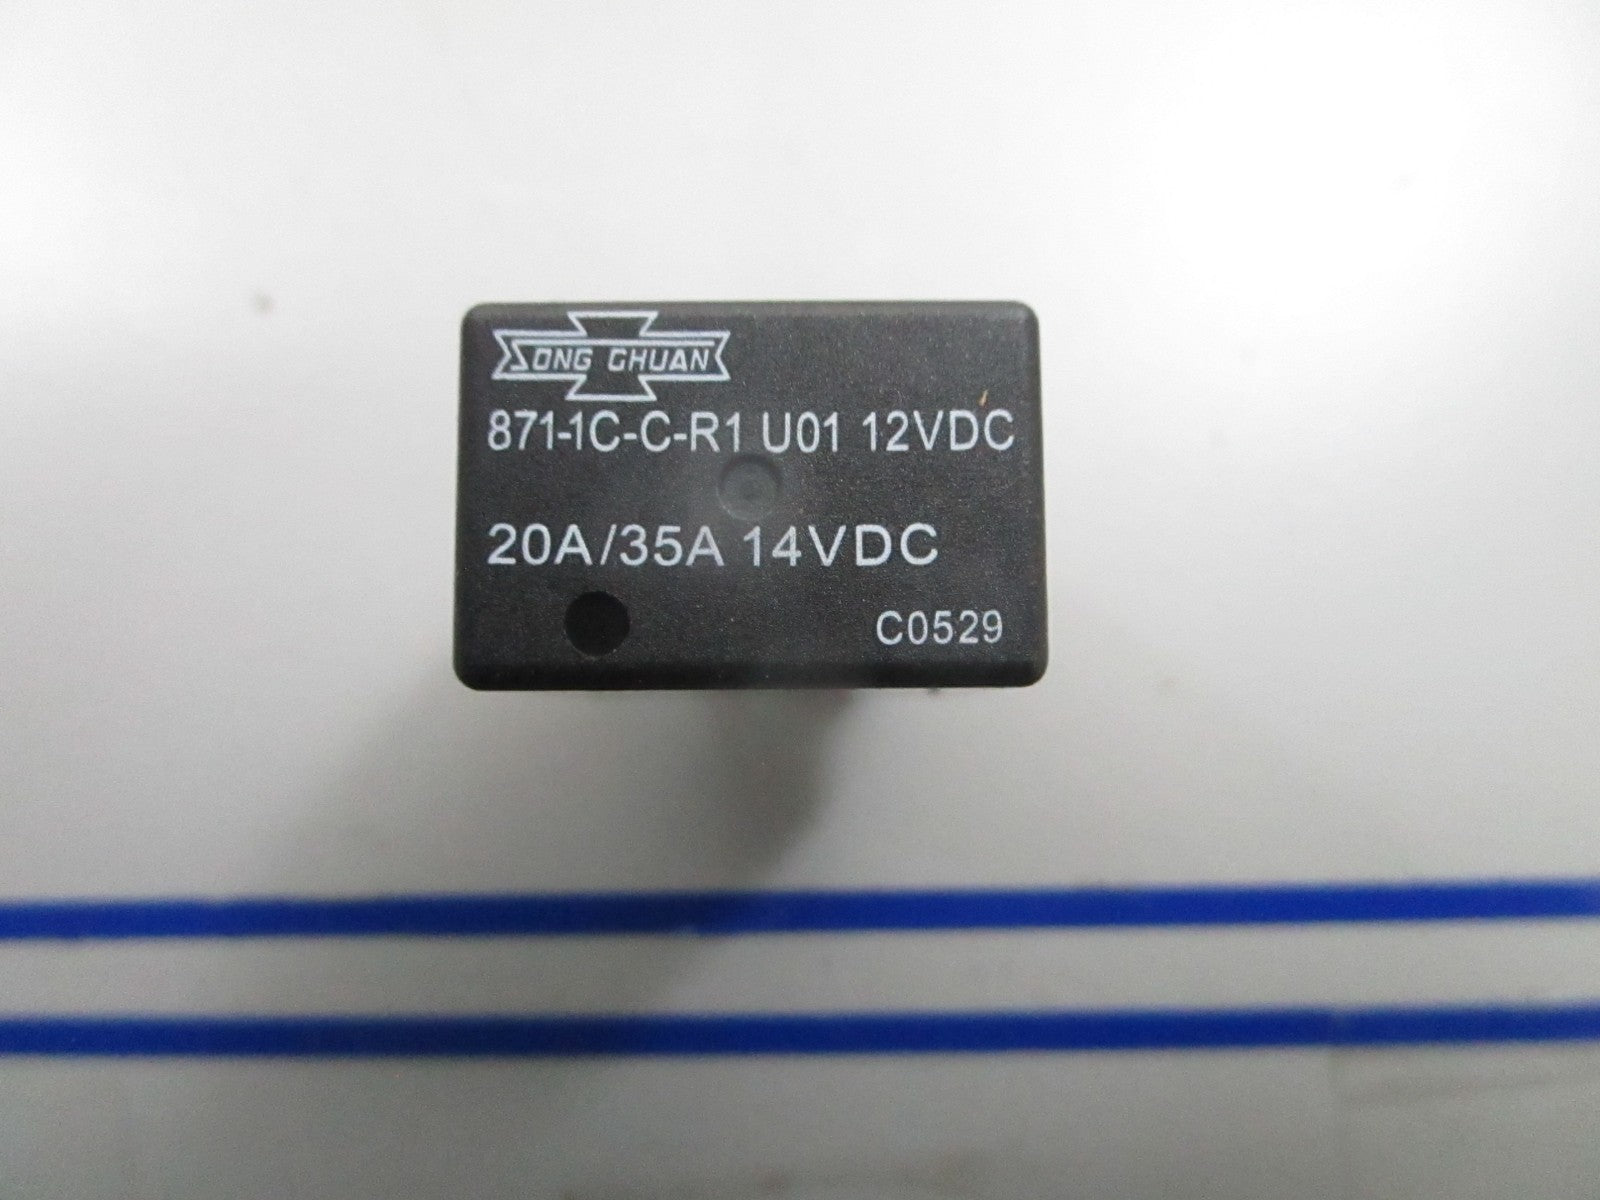 SONG CHUAN
871-1C-C-R1 U01 12VDC
20A/35A 14VDC
C0529